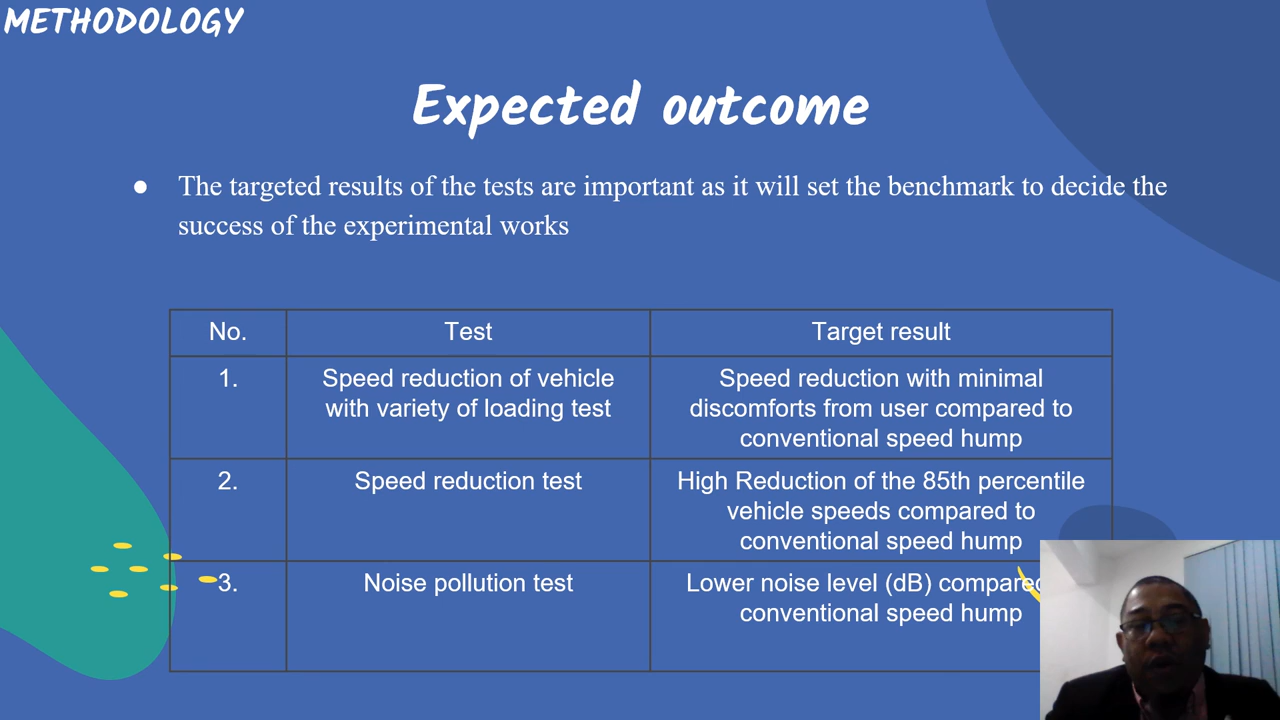 METHODOLOGY
Expected outcome
● The targeted results of the tests are important as it will set the benchmark to decide the
success of the experimental works
No. Test Target result
1. Speed reduction of vehicle
with variety of loading test
Speed reduction with minimal
discomforts from user compared to
conventional speed hump
2. Speed reduction test
High Reduction of the 85th percentile
vehicle speeds compared to
conventional speed hump
3. Noise pollution test
Lower noise level (dB)
conventional speed hump